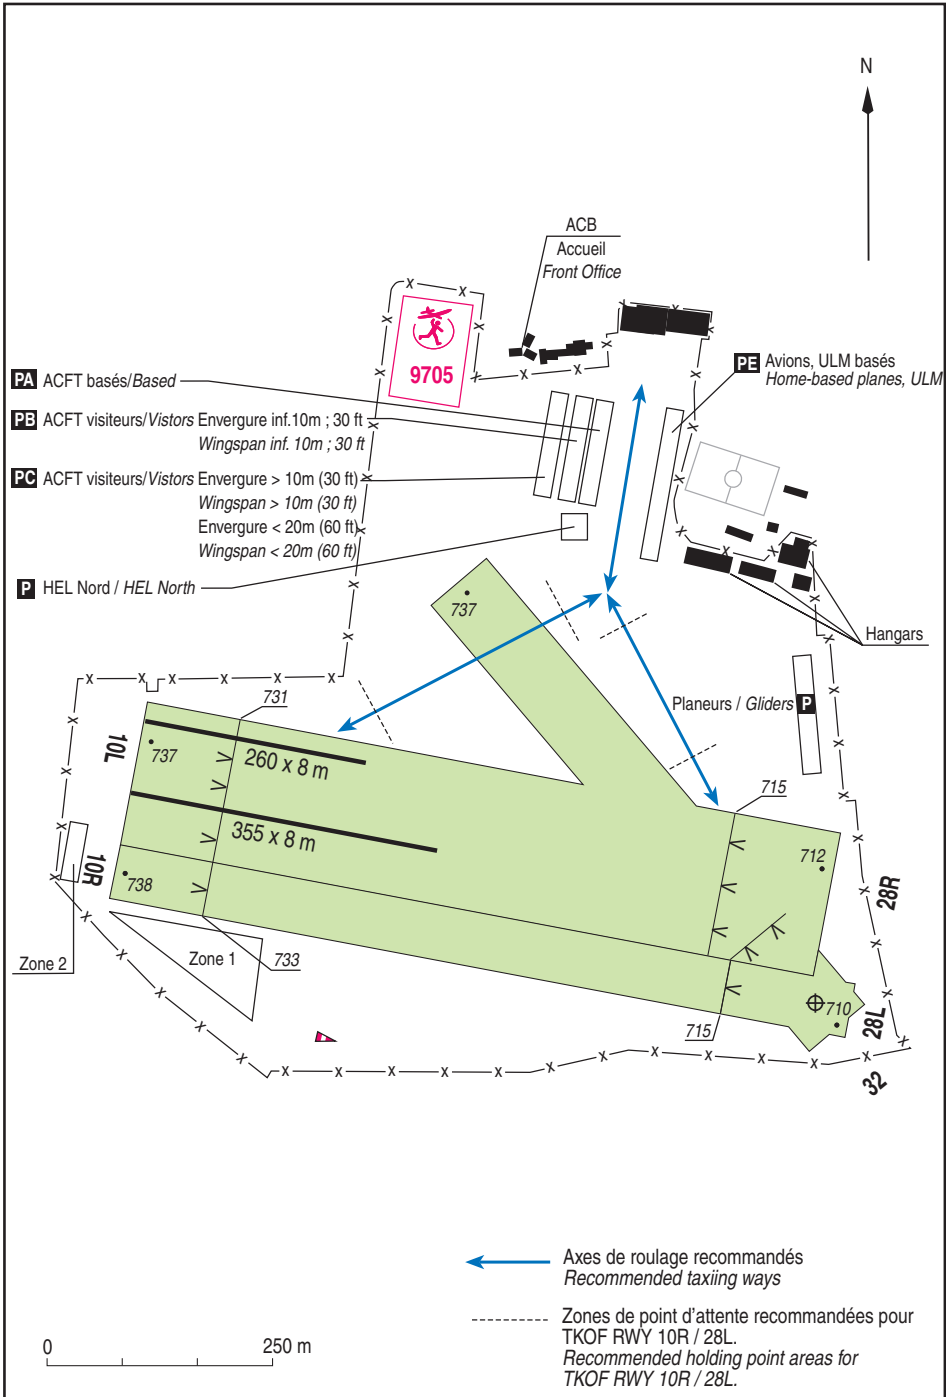 N
ACB
Accueil
Front Office
9705
PA ACFT basés/Based
PE Avions, ULM basés
Home-based planes, ULM
PB ACFT visiteurs/Vistors Envergure inf.10m ; 30 ft
Wingspan inf. 10m ; 30 ft
PC ACFT visiteurs/Vistors Envergure > 10m (30 ft)
Wingspan > 10m (30 ft)
Envergure < 20m (60 ft)
Wingspan < 20m (60 ft)
P HEL Nord / HEL North
737
Hangars
Planeurs / Gliders P
731
10L
737
260 x 8 m
715
355 x 8 m
712
10R
738
28R
Zone 2
Zone 1
733
715
710
28L
32
Axes de roulage recommandés
Recommended taxiing ways
Zones de point d'attente recommandées pour
TKOF RWY 10R / 28L.
Recommended holding point areas for
TKOF RWY 10R / 28L.
0 250 m